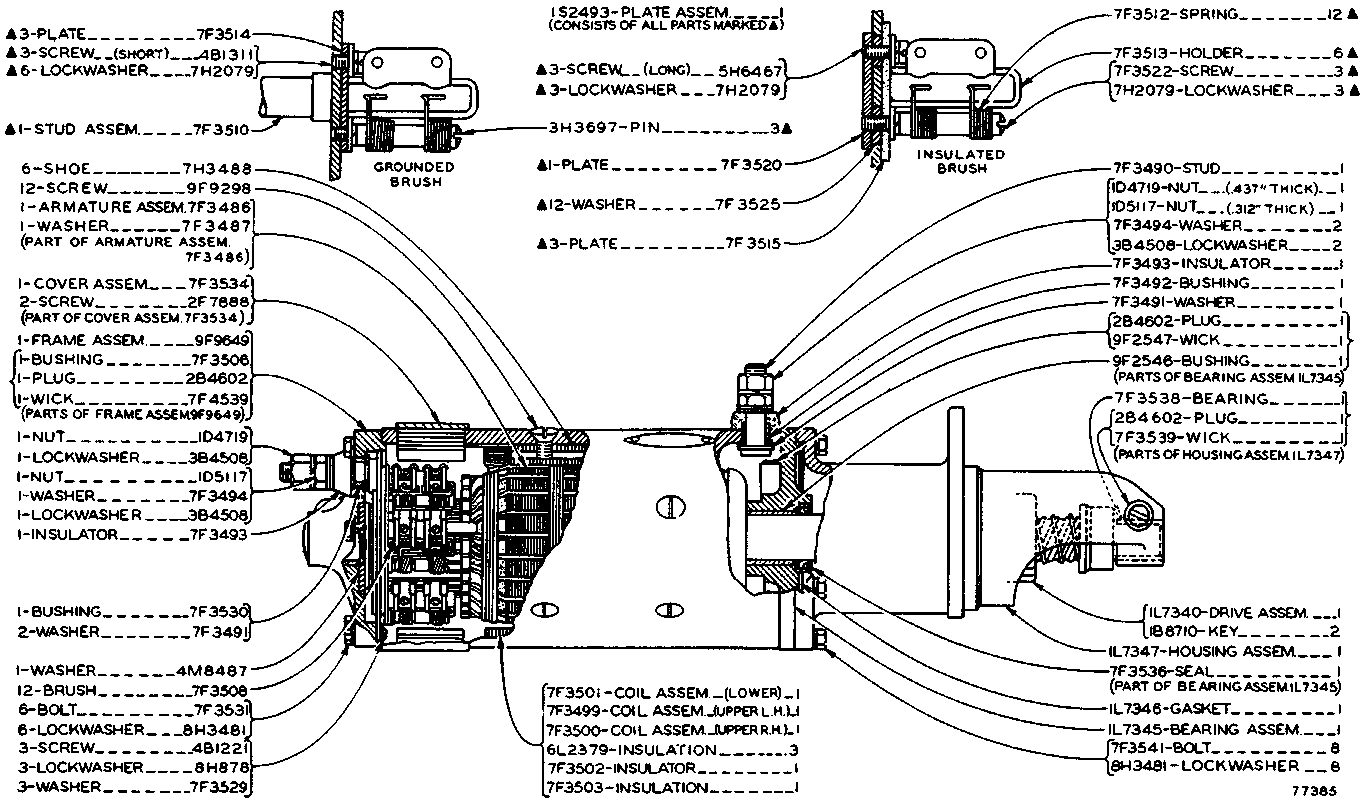 ▲3-PLATE 7F3514
▲3-SCREW (SHORT) 4B1311
▲6-LOCKWASHER 7H2079
▲1-STUD ASSEM. 7F3510
GROUNDED
BRUSH
1S2493-PLATE ASSEM. 1
(CONSISTS OF ALL PARTS MARKED▲)
▲3-SCREW (LONG) 5H6467
▲3-LOCKWASHER 7H2079
3H3697-PIN 3▲
▲1-PLATE 7F3520
▲12-WASHER 7F3525
▲3-PLATE 7F3515
INSULATED
BRUSH
7F3512-SPRING 12▲
7F3513-HOLDER 6▲
7F3522-SCREW 3▲
7H2079-LOCKWASHER 3▲
6-SHOE 7H3488
12-SCREW 9F9298
1-ARMATURE ASSEM. 7F3486
1-WASHER 7F3487
(PART OF ARMATURE ASSEM.
7F3486)
1-COVER ASSEM. 7F3534
2-SCREW 2F7888
(PART OF COVER ASSEM. 7F3534)
1-FRAME ASSEM. 9F9649
1-BUSHING 7F3506
1-PLUG 2B4602
1-WICK 7F4539
(PARTS OF FRAME ASSEM 9F9649)
1-NUT 1D4719
1-LOCKWASHER 3B4508
1-NUT 1D5117
1-WASHER 7F3494
1-LOCKWASHER 3B4508
1-INSULATOR 7F3493
1-BUSHING 7F3530
2-WASHER 7F3491
1-WASHER 4M8487
12-BRUSH 7F3508
6-BOLT 7F3531
6-LOCKWASHER 8H3481
3-SCREW 4B1221
3-LOCKWASHER 8H878
3-WASHER 7F3529
7F3501-COIL ASSEM. (LOWER) 1
7F3499-COIL ASSEM. (UPPER L.H.) 1
7F3500-COIL ASSEM. (UPPER R.H.) 1
6L2379-INSULATION 3
7F3502-INSULATOR 1
7F3503-INSULATION 1
7F3490-STUD 1
1D4719-NUT (.437" THICK) 1
1D5117-NUT (.312" THICK) 1
7F3494-WASHER 2
3B4508-LOCKWASHER 2
7F3493-INSULATOR 1
7F3492-BUSHING 1
7F3491-WASHER 1
2B4602-PLUG 1
9F2547-WICK 1
9F2546-BUSHING 1
(PARTS OF BEARING ASSEM 1L7345)
7F3538-BEARING 1
2B4602-PLUG 1
7F3539-WICK 1
(PARTS OF HOUSING ASSEM. 1L7347)
1L7340-DRIVE ASSEM. 1
1B8710-KEY 2
1L7347-HOUSING ASSEM. 1
7F3536-SEAL 1
(PART OF BEARING ASSEM. 1L7345)
1L7346-GASKET 1
1L7345-BEARING ASSEM. 1
7F3541-BOLT 8
8H3481-LOCKWASHER 8
77385